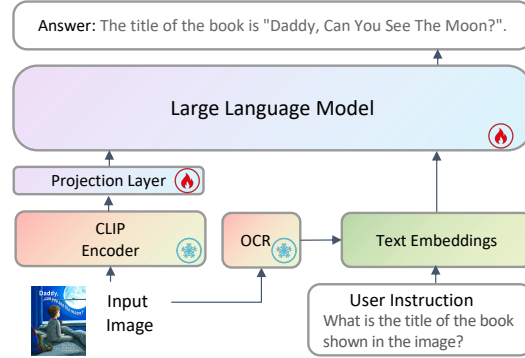 Answer: The title of the book is "Daddy, Can You See The Moon?".
Large Language Model
Projection Layer
CLIP
Encoder
OCR
Text Embeddings
Daddy,
Input
Image
User Instruction
What is the title of the book
shown in the image?